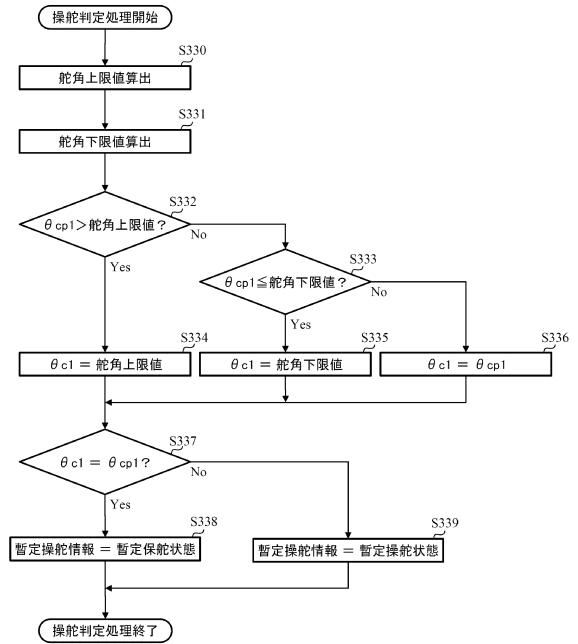 操舵判定処理開始
S330
舵角上限値算出
S331
舵角下限値算出
S332
θcp1＞舵角上限値？
No
Yes
S333
θcp1≦舵角下限値？
No
Yes
S334
θc1 = 舵角上限値
S335
θc1 = 舵角下限値
S336
θc1 = θcp1
S337
θc1 = θcp1？
No
Yes
S338
暫定操舵情報 = 暫定保舵状態
S339
暫定操舵情報 = 暫定操舵状態
操舵判定処理終了